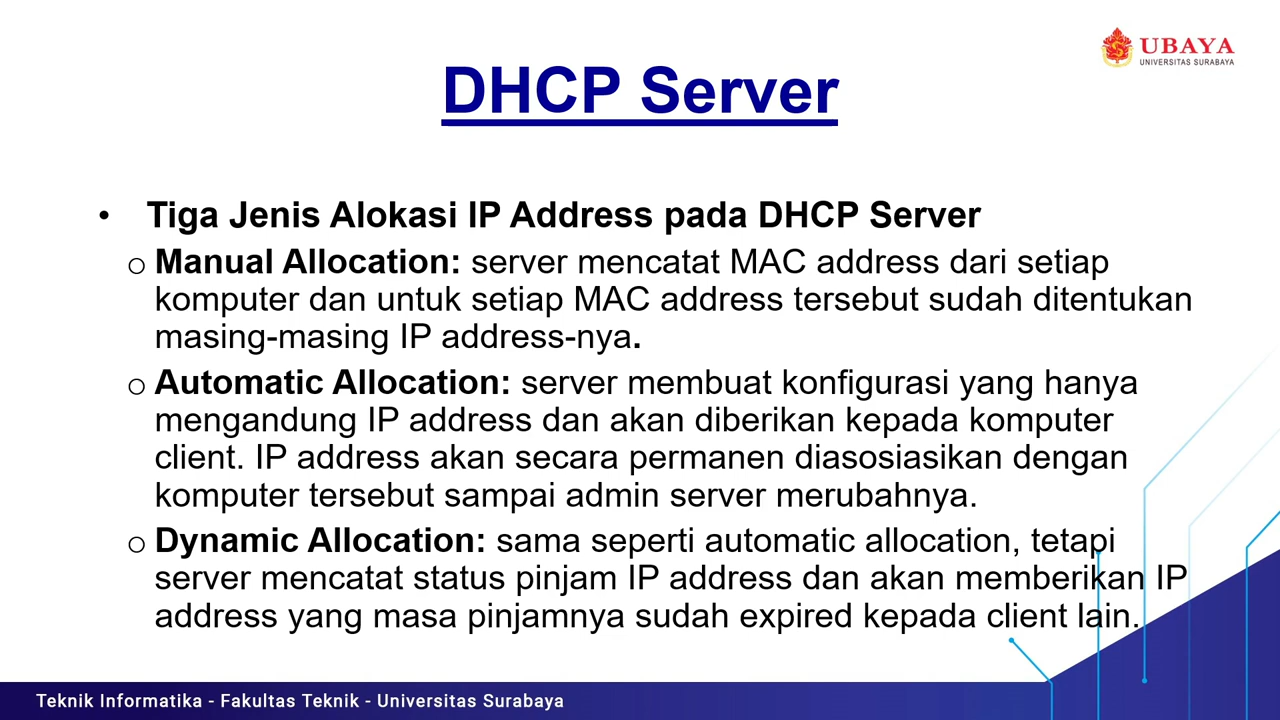 UBAYA
UNIVERSITAS SURABAYA
DHCP Server
• Tiga Jenis Alokasi IP Address pada DHCP Server
o Manual Allocation: server mencatat MAC address dari setiap
komputer dan untuk setiap MAC address tersebut sudah ditentukan
masing-masing IP address-nya.
o Automatic Allocation: server membuat konfigurasi yang hanya
mengandung IP address dan akan diberikan kepada komputer
client. IP address akan secara permanen diasosiasikan dengan
komputer tersebut sampai admin server merubahnya.
o Dynamic Allocation: sama seperti automatic allocation, tetapi
server mencatat status pinjam IP address dan akan memberikan IP
address yang masa pinjamnya sudah expired kepada client lain.
Teknik Informatika - Fakultas Teknik - Universitas Surabaya